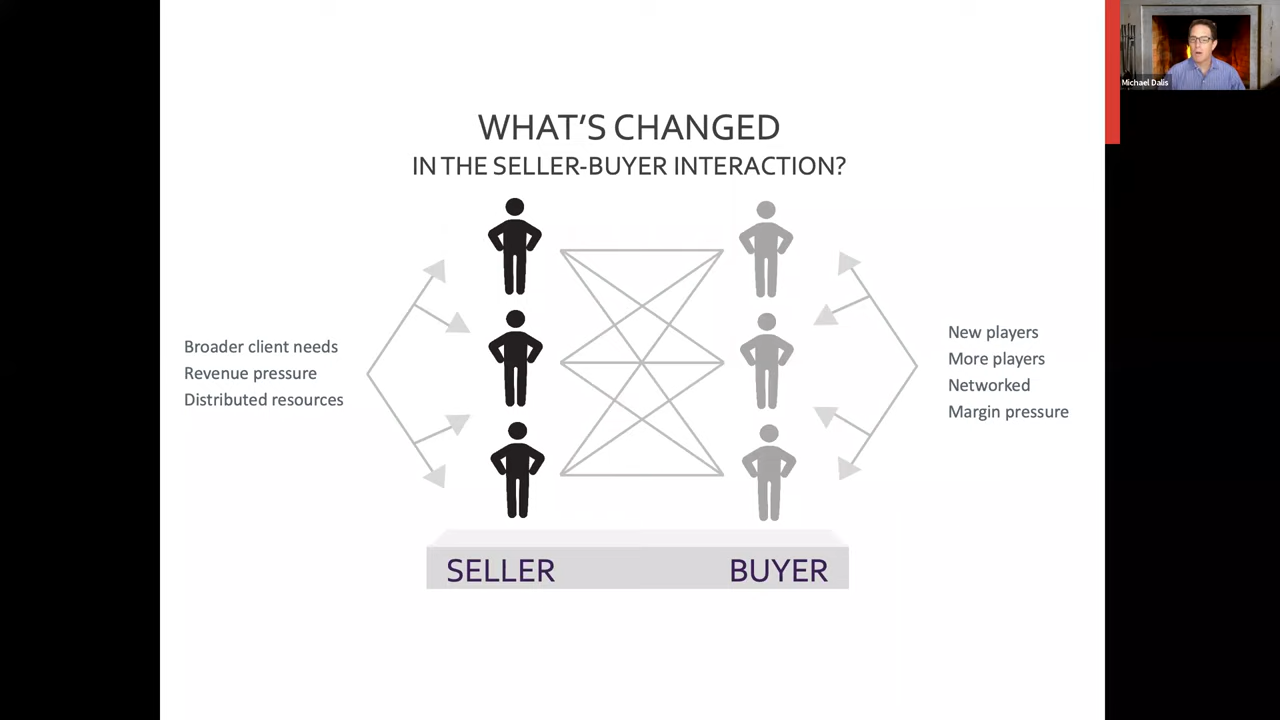 Michael Dalis
WHAT'S CHANGED
IN THE SELLER-BUYER INTERACTION?
Broader client needs
Revenue pressure
Distributed resources
New players
More players
Networked
Margin pressure
SELLER
BUYER